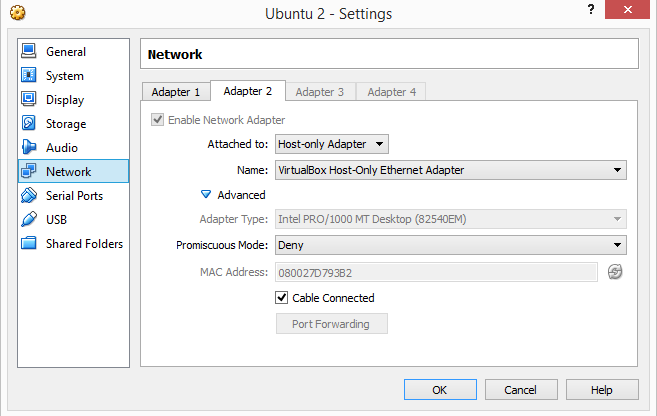 Ubuntu 2 - Settings
?
General
System
Display
Storage
Audio
Network
Serial Ports
USB
Shared Folders
Network
Adapter 1 Adapter 2 Adapter 3 Adapter 4
Enable Network Adapter
Attached to: Host-only Adapter
Name: VirtualBox Host-Only Ethernet Adapter
Advanced
Adapter Type: Intel PRO/1000 MT Desktop (82540EM)
Promiscuous Mode: Deny
MAC Address: 080027D793B2
Cable Connected
Port Forwarding
OK Cancel Help